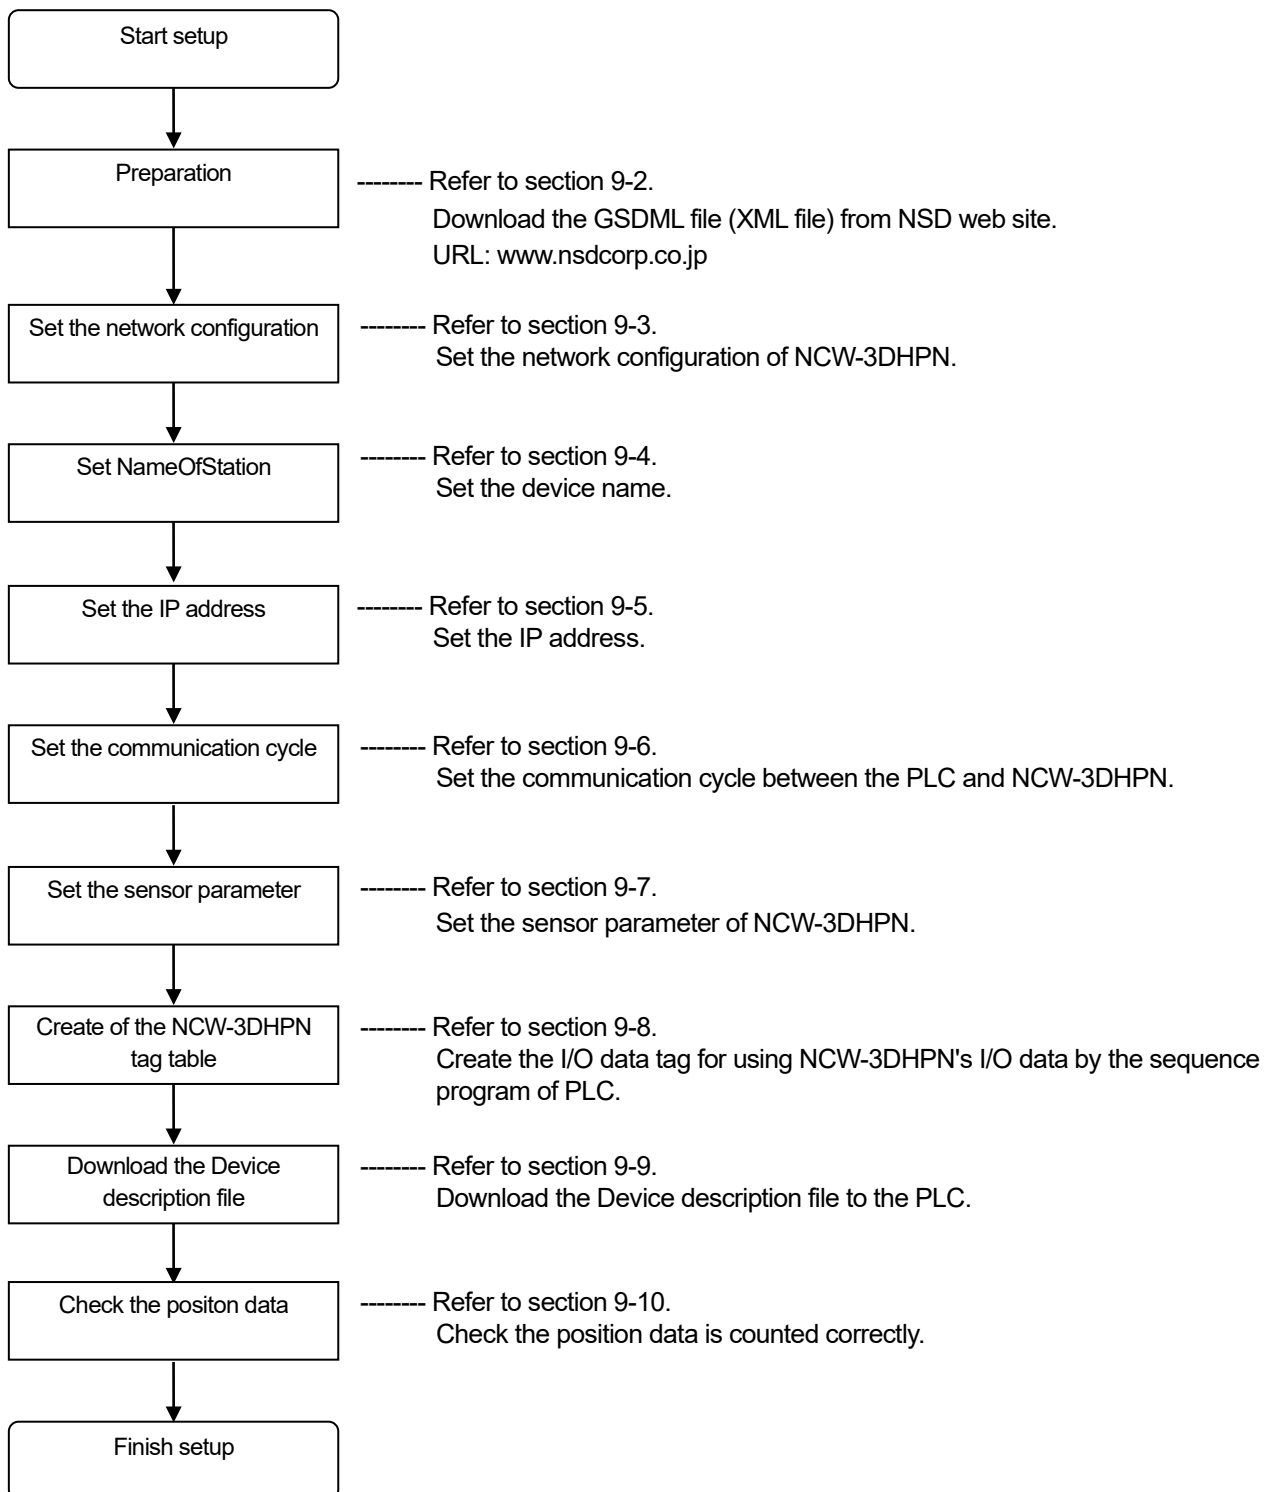 Start setup
Preparation
-------- Refer to section 9-2.
Download the GSDML file (XML file) from NSD web site.
URL: www.nsdcorp.co.jp
Set the network configuration
-------- Refer to section 9-3.
Set the network configuration of NCW-3DHPN.
Set NameOfStation
-------- Refer to section 9-4.
Set the device name.
Set the IP address
-------- Refer to section 9-5.
Set the IP address.
Set the communication cycle
-------- Refer to section 9-6.
Set the communication cycle between the PLC and NCW-3DHPN.
Set the sensor parameter
-------- Refer to section 9-7.
Set the sensor parameter of NCW-3DHPN.
Create of the NCW-3DHPN
tag table
-------- Refer to section 9-8.
Create the I/O data tag for using NCW-3DHPN's I/O data by the sequence
program of PLC.
Download the Device
description file
-------- Refer to section 9-9.
Download the Device description file to the PLC.
Check the positon data
-------- Refer to section 9-10.
Check the position data is counted correctly.
Finish setup